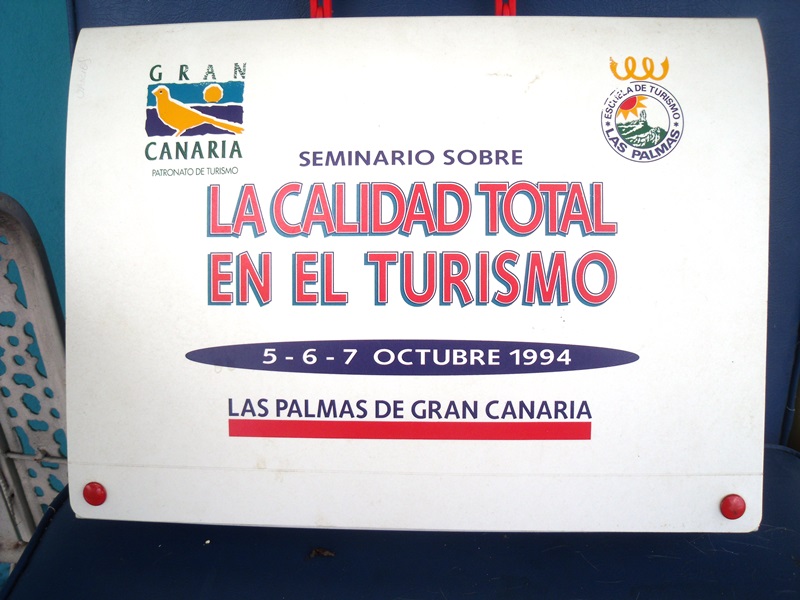 GRAN
CANARIA
PATRONATO DE TURISMO
ESCUELA DE TURISMO
LAS PALMAS
SEMINARIO SOBRE
LA CALIDAD TOTAL
EN EL TURISMO
5 - 6 - 7 OCTUBRE 1994
LAS PALMAS DE GRAN CANARIA